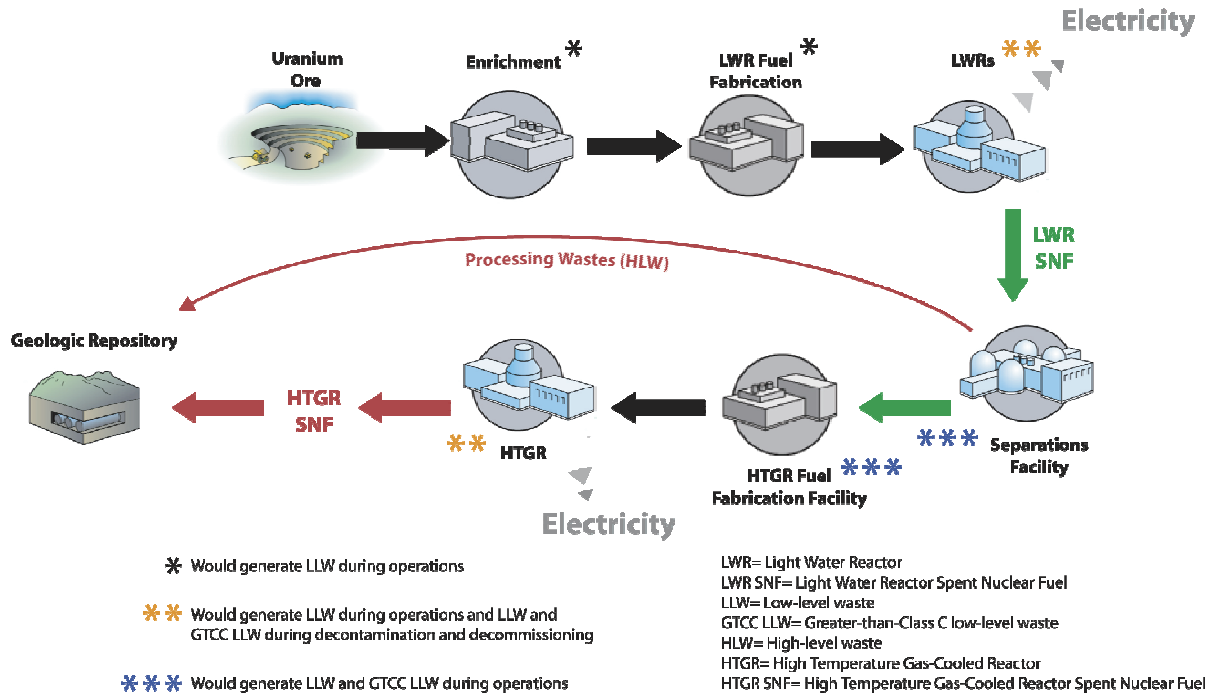 Electricity
Uranium
Ore
Enrichment *
LWR Fuel *
Fabrication
LWRs **
LWR
SNF
Processing Wastes (HLW)
Geologic Repository
HTGR
SNF
** HTGR
Electricity
HTGR Fuel ***
Fabrication Facility
***
Separations
Facility
* Would generate LLW during operations
** Would generate LLW during operations and LLW and
GTCC LLW during decontamination and decommissioning
*** Would generate LLW and GTCC LLW during operations
LWR= Light Water Reactor
LWR SNF= Light Water Reactor Spent Nuclear Fuel
LLW= Low-level waste
GTCC LLW= Greater-than-Class C low-level waste
HLW= High-level waste
HTGR= High Temperature Gas-Cooled Reactor
HTGR SNF= High Temperature Gas-Cooled Reactor Spent Nuclear Fuel